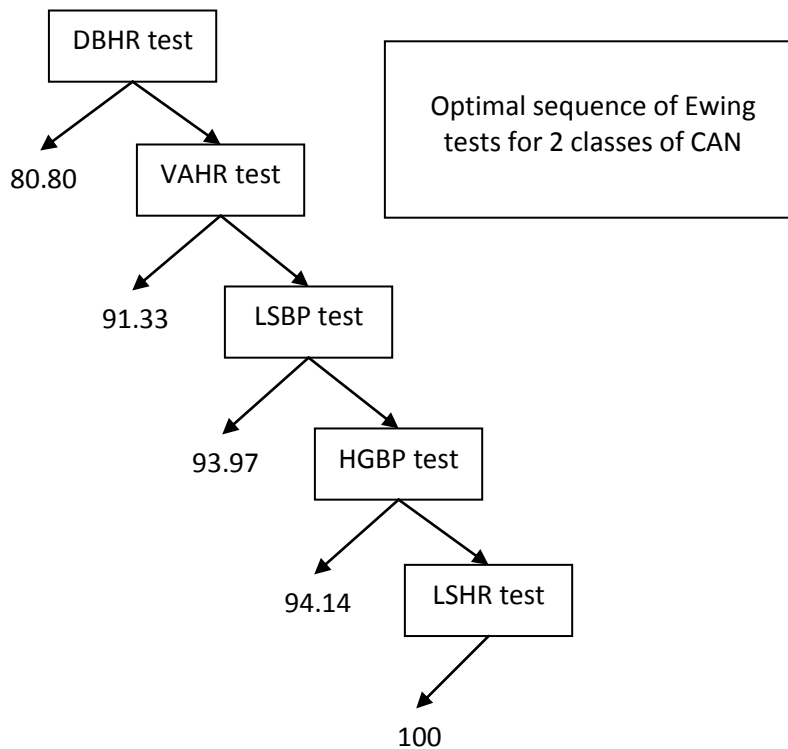 DBHR test
Optimal sequence of Ewing
tests for 2 classes of CAN
80.80
VAHR test
91.33
LSBP test
93.97
HGBP test
94.14
LSHR test
100